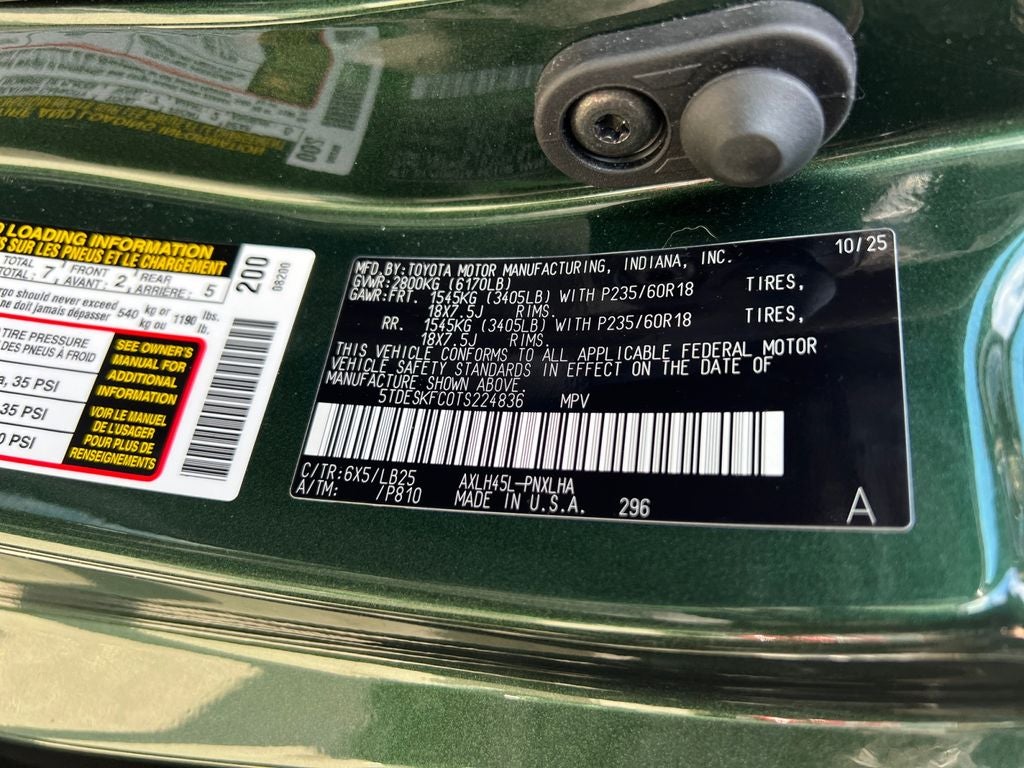 LOADING INFORMATION
SUR LES PNEUS ET LE CHARGEMENT
TOTAL 7 FRONT 2 REAR 5
TOTAL: AVANT: ARRIÈRE:
should never exceed 540 kg or 1190 lbs.
ne doit jamais dépasser kg ou lb.
200
08200
TIRE PRESSURE
DES PNEUS À FROID
35 PSI
35 PSI
0 PSI
SEE OWNER'S
MANUAL FOR
ADDITIONAL
INFORMATION
VOIR LE MANUEL
DE L'USAGER
POUR PLUS DE
RENSEIGNEMENTS
10/25
MFD.BY:TOYOTA MOTOR MANUFACTURING, INDIANA, INC.
GVWR:2800KG (6170LB)
GAWR:FRT. 1545KG (3405LB) WITH P235/60R18 TIRES,
18X7.5J RIMS.
RR. 1545KG (3405LB) WITH P235/60R18 TIRES,
18X7.5J RIMS.
THIS VEHICLE CONFORMS TO ALL APPLICABLE FEDERAL MOTOR
VEHICLE SAFETY STANDARDS IN EFFECT ON THE DATE OF
MANUFACTURE SHOWN ABOVE.
5TDESKFC0TS224836 MPV
C/TR:6X5/LB25 AXLH45L-PNXLHA
A/TM: /P810 MADE IN U.S.A. 296 A